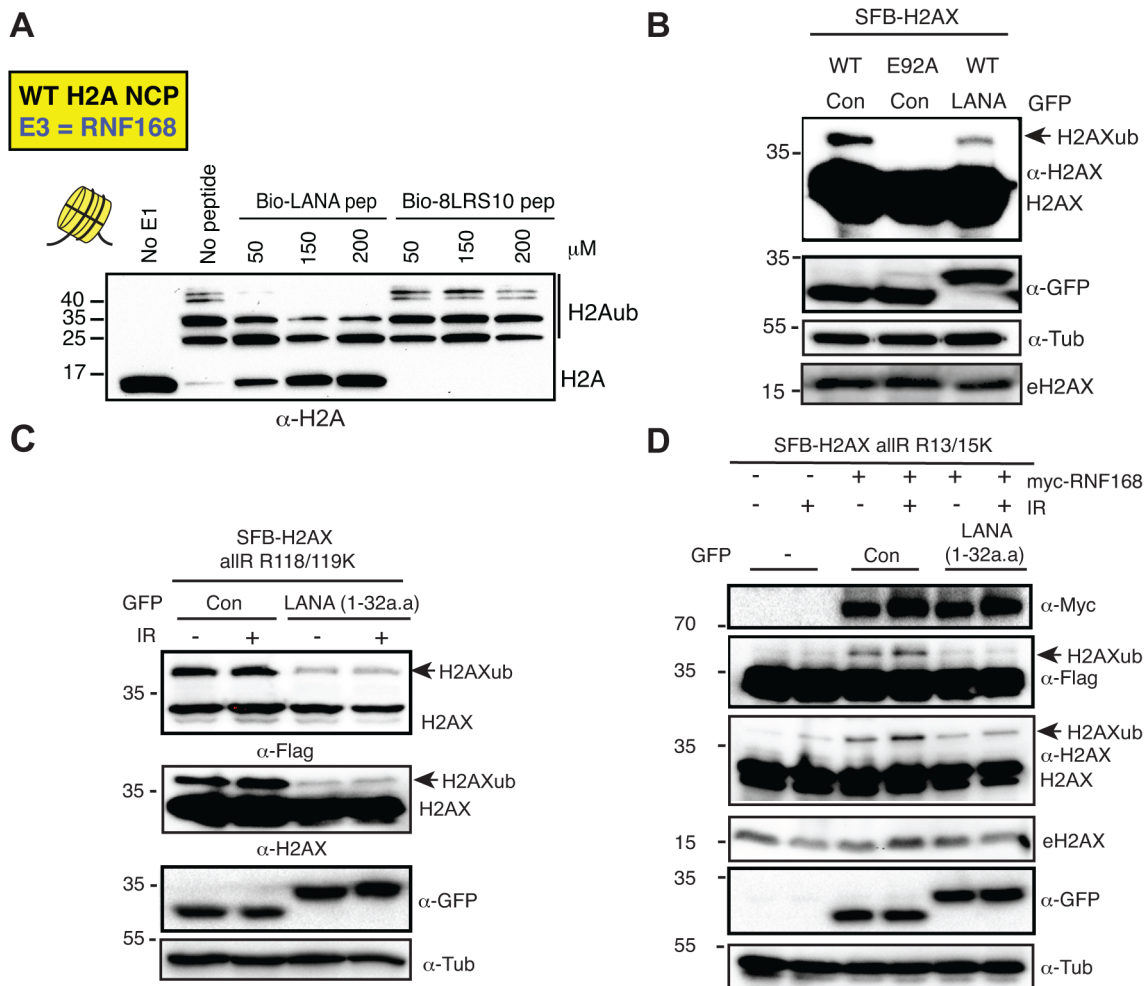 A
WT H2A NCP
E3 = RNF168
No E1
No peptide
Bio-LANA pep
Bio-8LRS10 pep
50
150
200
50
150
200
μM
40
35
25
17
H2Aub
H2A
α-H2A
B
SFB-H2AX
WT E92A WT
Con Con LANA GFP
35
H2AXub
α-H2AX
H2AX
35
α-GFP
55
α-Tub
15
eH2AX
C
SFB-H2AX
allR R118/119K
GFP Con LANA (1-32a.a)
IR - + - +
35
H2AXub
H2AX
α-Flag
35
H2AXub
H2AX
α-H2AX
35
α-GFP
55
α-Tub
D
SFB-H2AX allR R13/15K
- - + + + + myc-RNF168
- + - + - + IR
GFP - Con LANA
(1-32a.a)
α-Myc
70
H2AXub
35
α-Flag
H2AXub
35
α-H2AX
H2AX
15
eH2AX
35
α-GFP
55
α-Tub